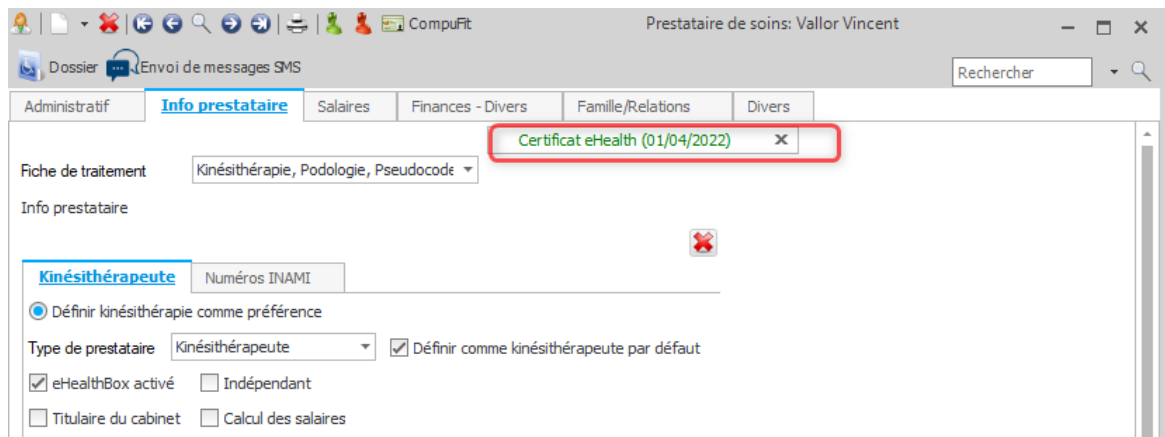 CompuFit Prestataire de soins: Vallor Vincent
Dossier Envoi de messages SMS Rechercher
Administratif Info prestataire Salaires Finances - Divers Famille/Relations Divers
Certificat eHealth (01/04/2022)
Fiche de traitement Kinésithérapie, Podologie, Pseudocode
Info prestataire
Kinésithérapeute Numéros INAMI
Définir kinésithérapie comme préférence
Type de prestataire Kinésithérapeute Définir comme kinésithérapeute par défaut
eHealthBox activé Indépendant
Titulaire du cabinet Calcul des salaires